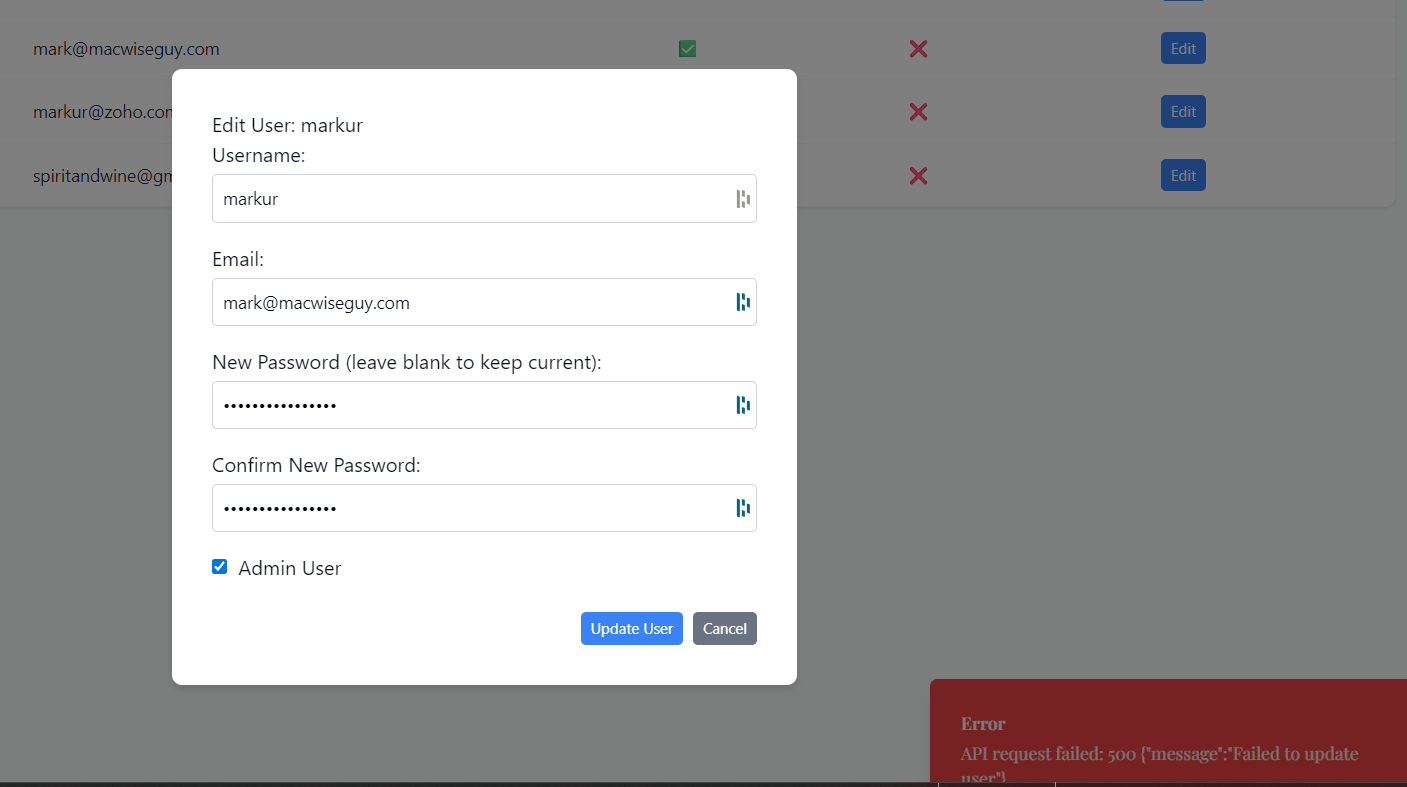 mark@macwiseguy.com
Edit
markur@zoho.com
Edit
spiritandwine@gm
Edit
Edit User: markur
Username:
markur
Email:
mark@macwiseguy.com
New Password (leave blank to keep current):
••••••••••••••••
Confirm New Password:
••••••••••••••••
Admin User
Update User
Cancel
Error
API request failed: 500 {"message":"Failed to update
user"}